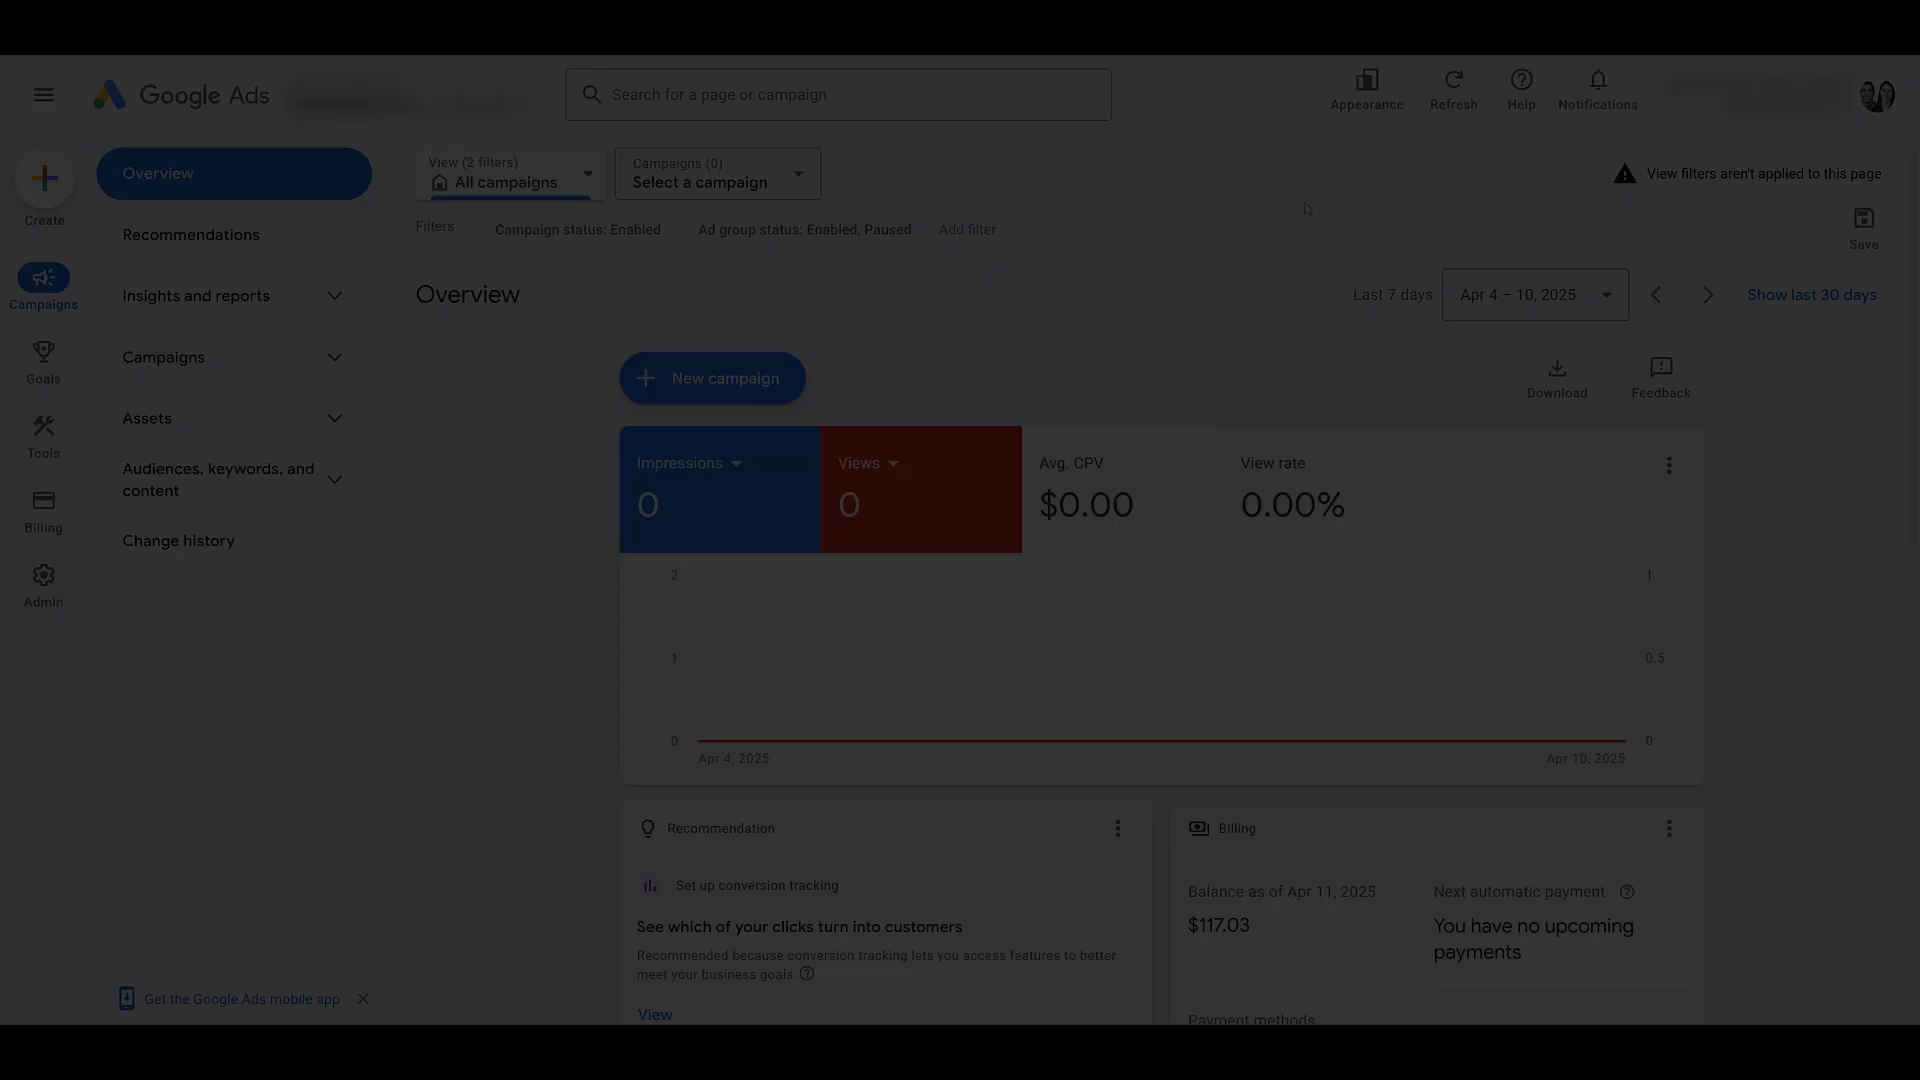 Google Ads
Search for a page or campaign
Appearance
Refresh
Help
Notifications
Create
Campaigns
Goals
Tools
Billing
Admin
Overview
Recommendations
Insights and reports
Campaigns
Assets
Audiences, keywords, and
content
Change history
Get the Google Ads mobile app
View (2 filters)
All campaigns
Campaigns (0)
Select a campaign
View filters aren't applied to this page
Filters
Campaign status: Enabled
Ad group status: Enabled, Paused
Add filter
Save
Overview
Last 7 days
Apr 4 – 10, 2025
Show last 30 days
New campaign
Download
Feedback
Impressions
0
Views
0
Avg. CPV
$0.00
View rate
0.00%
2
1
1
0.5
0
0
Apr 4, 2025
Apr 10, 2025
Recommendation
Set up conversion tracking
See which of your clicks turn into customers
Recommended because conversion tracking lets you access features to better
meet your business goals
View
Billing
Balance as of Apr 11, 2025
$117.03
Next automatic payment
You have no upcoming
payments
Payment methods